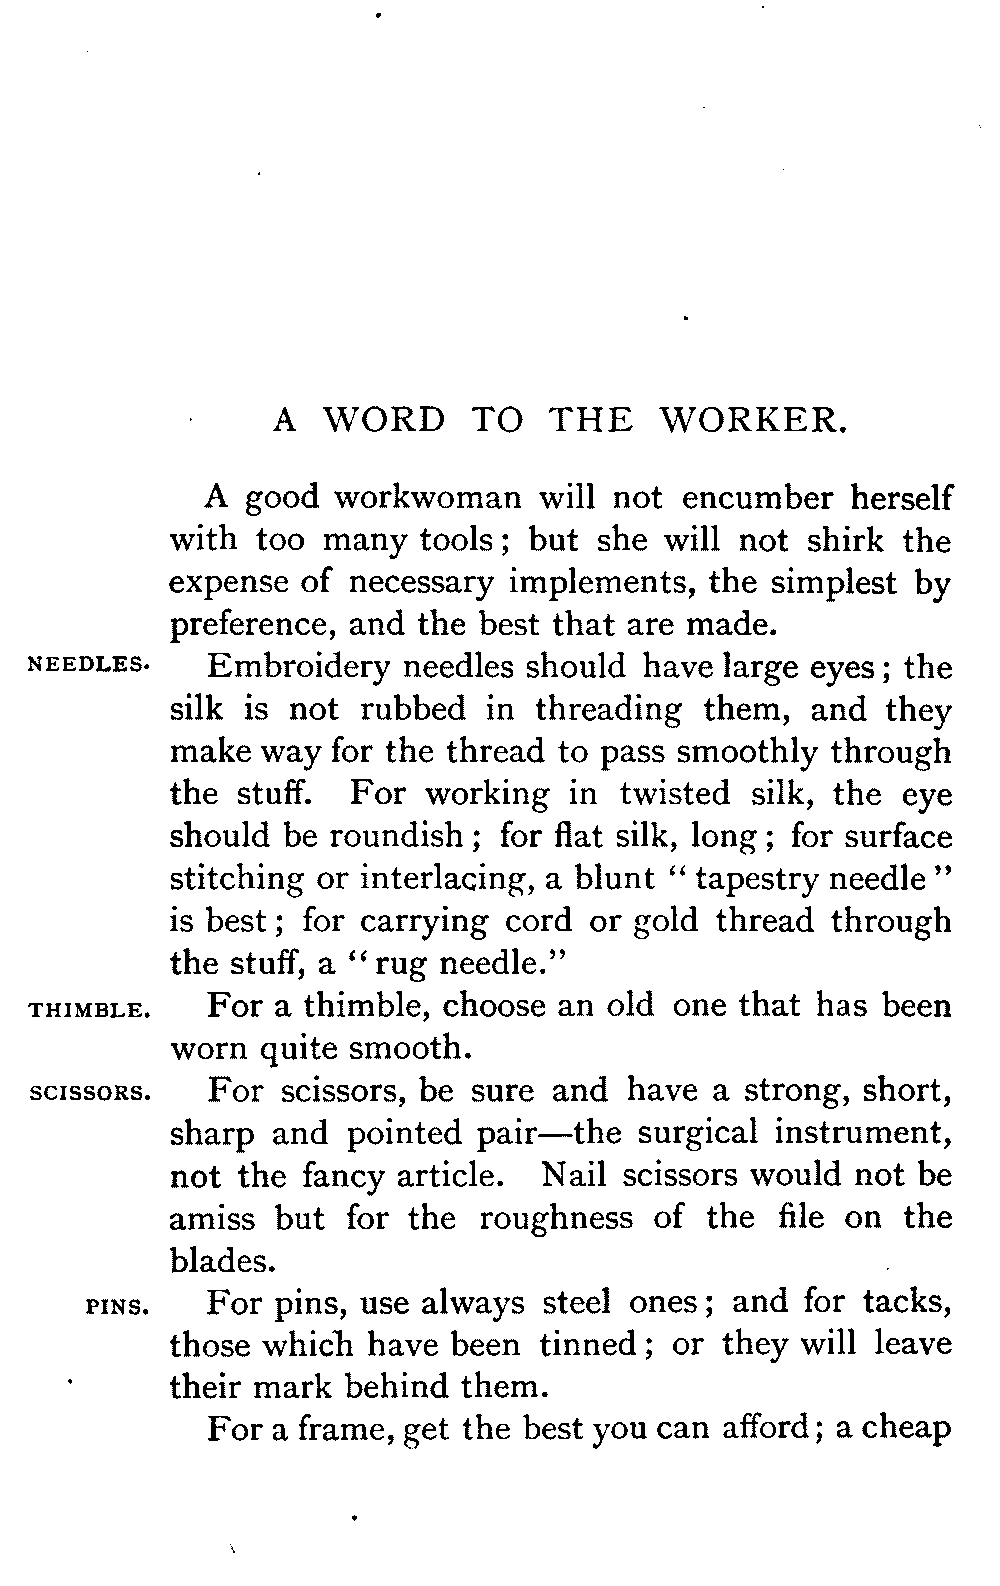 A WORD TO THE WORKER.
A good workwoman will not encumber herself
with too many tools; but she will not shirk the
expense of necessary implements, the simplest by
preference, and the best that are made.
NEEDLES. Embroidery needles should have large eyes; the
silk is not rubbed in threading them, and they
make way for the thread to pass smoothly through
the stuff. For working in twisted silk, the eye
should be roundish; for flat silk, long; for surface
stitching or interlacing, a blunt "tapestry needle"
is best; for carrying cord or gold thread through
the stuff, a "rug needle."
THIMBLE. For a thimble, choose an old one that has been
worn quite smooth.
SCISSORS. For scissors, be sure and have a strong, short,
sharp and pointed pair—the surgical instrument,
not the fancy article. Nail scissors would not be
amiss but for the roughness of the file on the
blades.
PINS. For pins, use always steel ones; and for tacks,
those which have been tinned; or they will leave
their mark behind them.
For a frame, get the best you can afford; a cheap